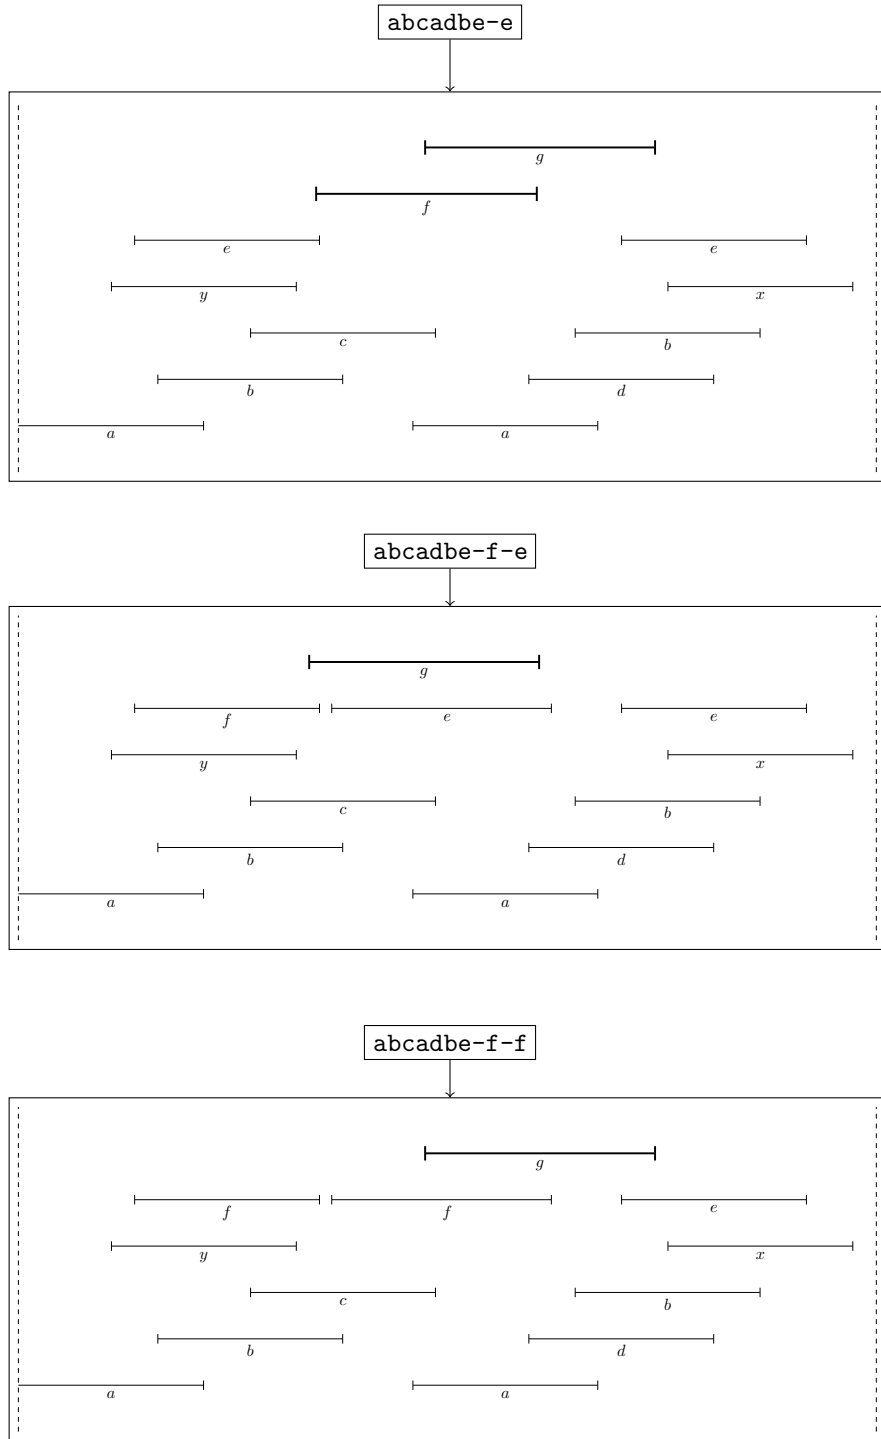 abcadbe-e
g
f
e e
y x
c b
b d
a a
abcadbe-f-e
g
f e e
y x
c b
b d
a a
abcadbe-f-f
g
f f e
y x
c b
b d
a a